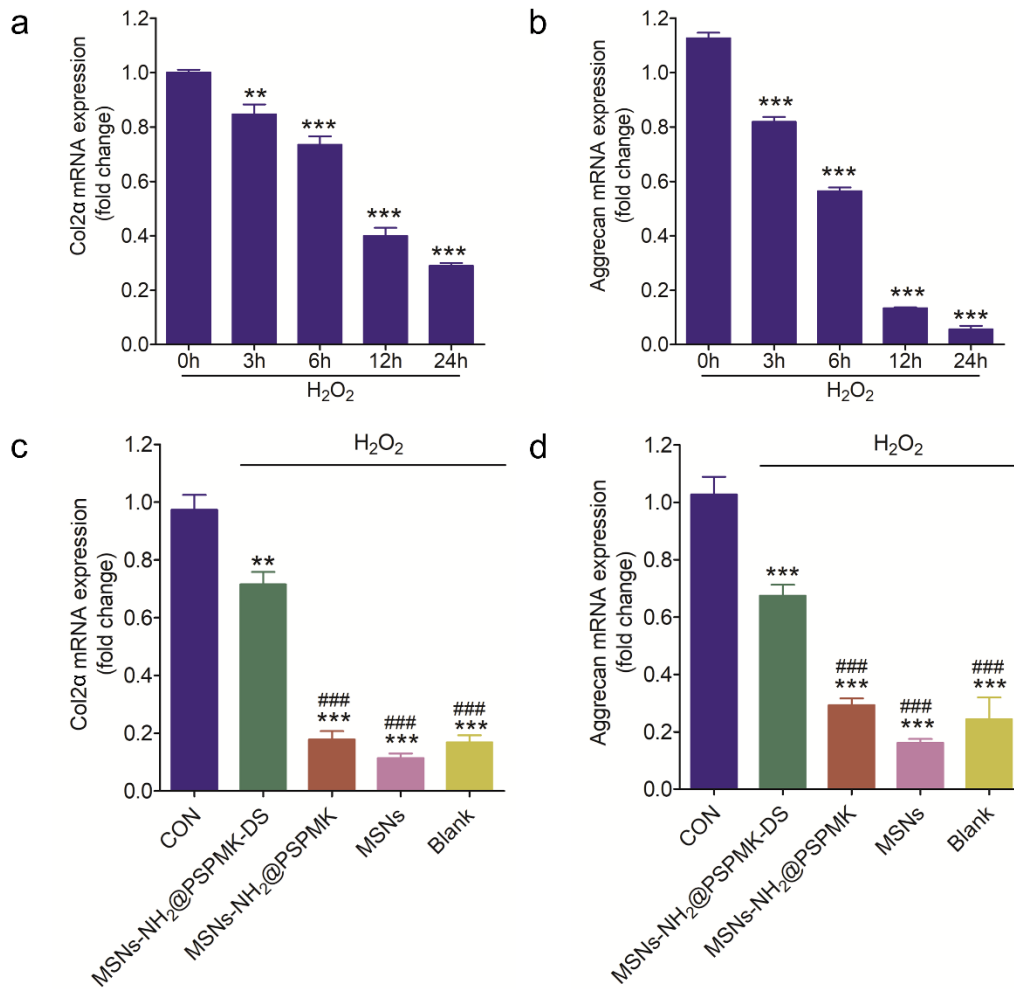 a
Col2α mRNA expression
(fold change)
1.2
1.0
0.8
0.6
0.4
0.2
0.0
**
***
***
***
0h 3h 6h 12h 24h
H₂O₂
b
Aggrecan mRNA expression
(fold change)
1.2
1.0
0.8
0.6
0.4
0.2
0.0
***
***
***
***
0h 3h 6h 12h 24h
H₂O₂
c
Col2α mRNA expression
(fold change)
1.2
1.0
0.8
0.6
0.4
0.2
0.0
H₂O₂
**
### ### ###
*** *** ***
CON
MSNs-NH₂@PSPMK-DS
MSNs-NH₂@PSPMK
MSNs
Blank
d
Aggrecan mRNA expression
(fold change)
1.2
1.0
0.8
0.6
0.4
0.2
0.0
H₂O₂
***
### ### ###
*** *** ***
CON
MSNs-NH₂@PSPMK-DS
MSNs-NH₂@PSPMK
MSNs
Blank